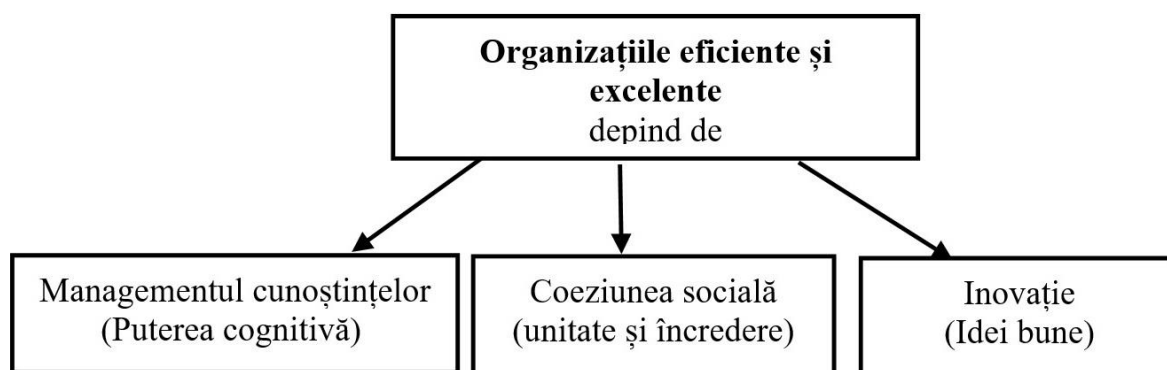 Organizațiile eficiente și
excelente
depind de
Managementul cunoștințelor
(Puterea cognitivă)
Coeziunea socială
(unitate și încredere)
Inovație
(Idei bune)